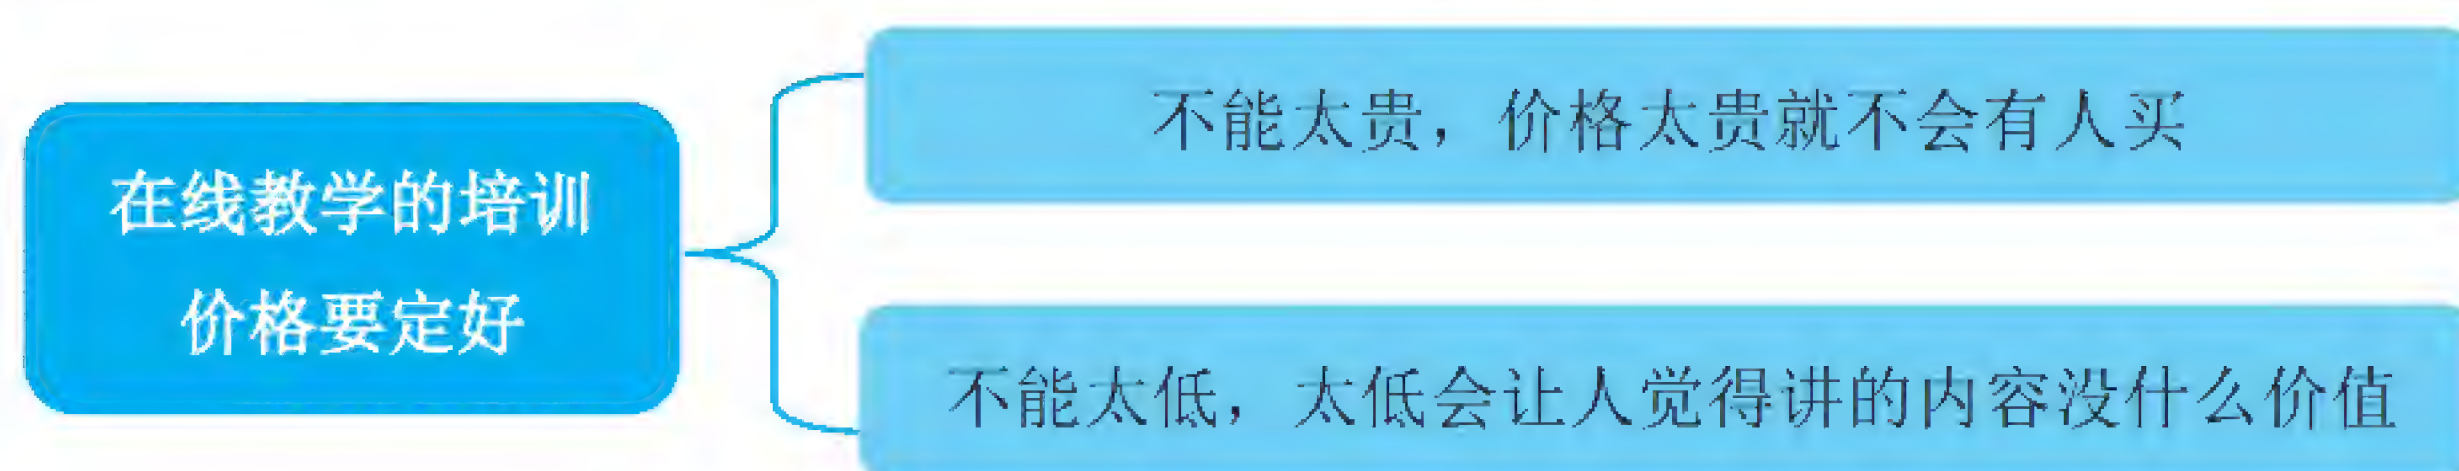 在线教学的培训
价格要定好
不能太贵，价格太贵就不会有人买
不能太低，太低会让人觉得讲的内容没什么价值